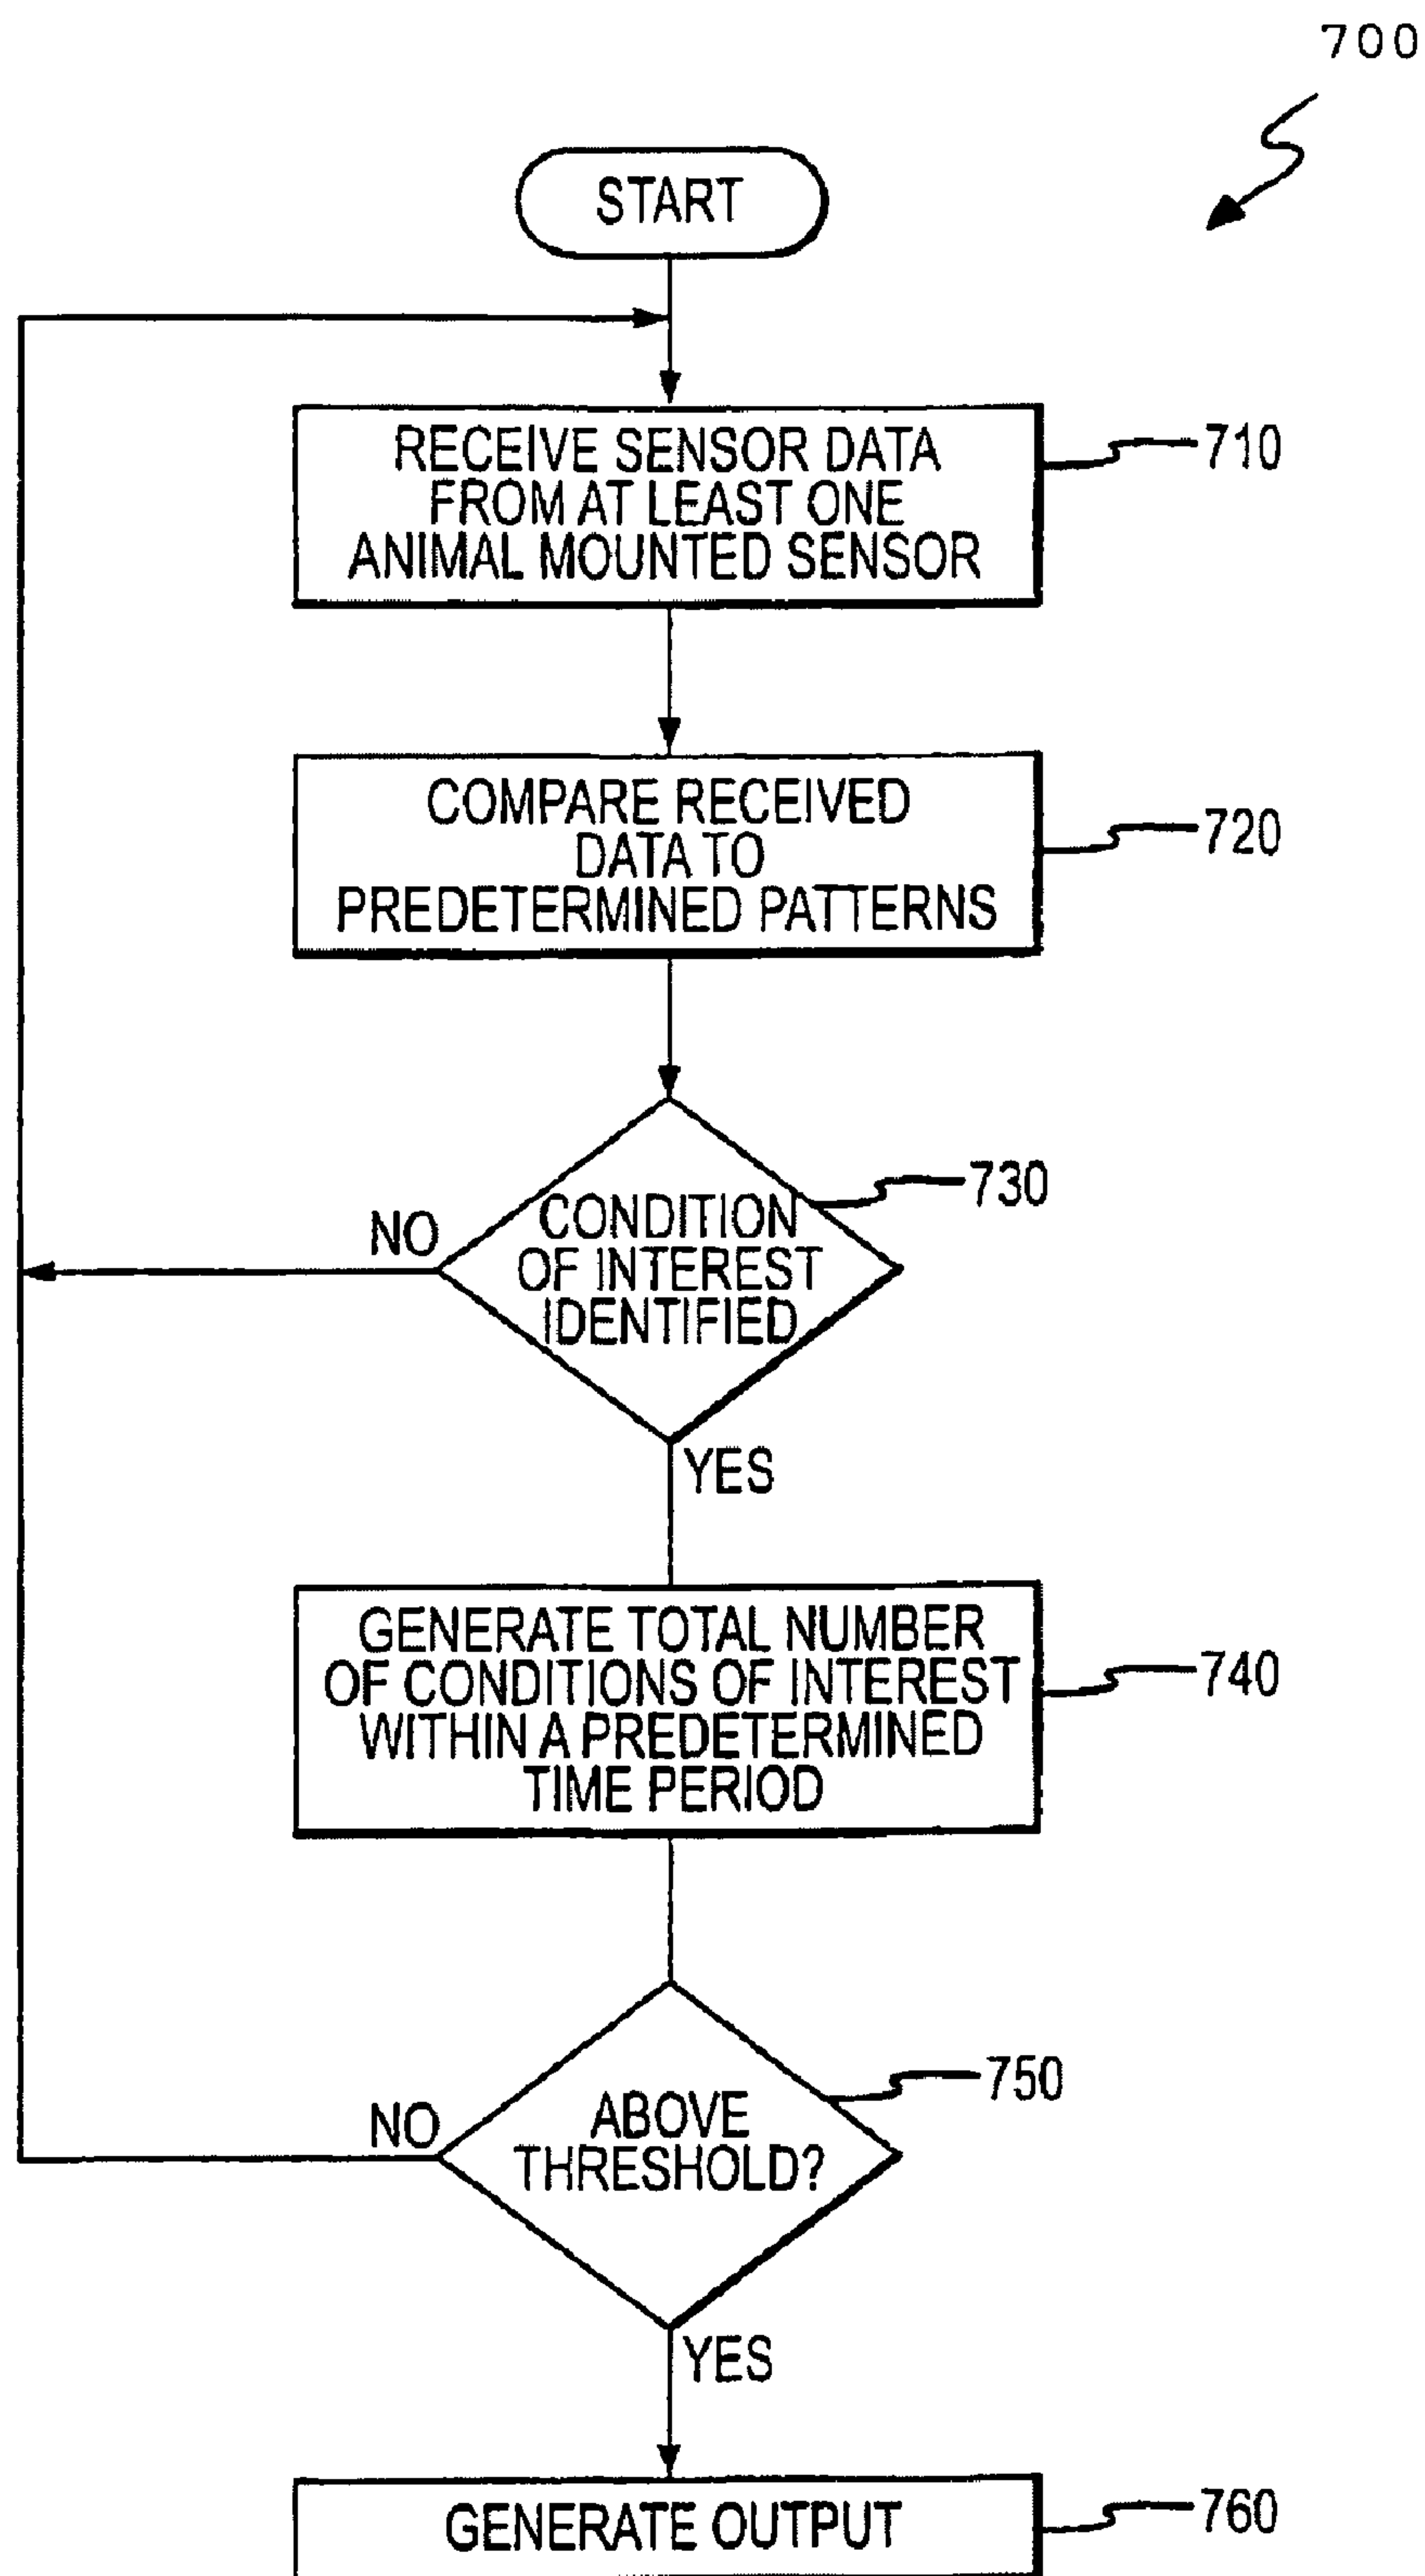 700
START
RECEIVE SENSOR DATA
FROM AT LEAST ONE
ANIMAL MOUNTED SENSOR
710
COMPARE RECEIVED
DATA TO
PREDETERMINED PATTERNS
720
730
CONDITION
OF INTEREST
IDENTIFIED
NO
YES
GENERATE TOTAL NUMBER
OF CONDITIONS OF INTEREST
WITHIN A PREDETERMINED
TIME PERIOD
740
750
ABOVE
THRESHOLD?
NO
YES
GENERATE OUTPUT
760